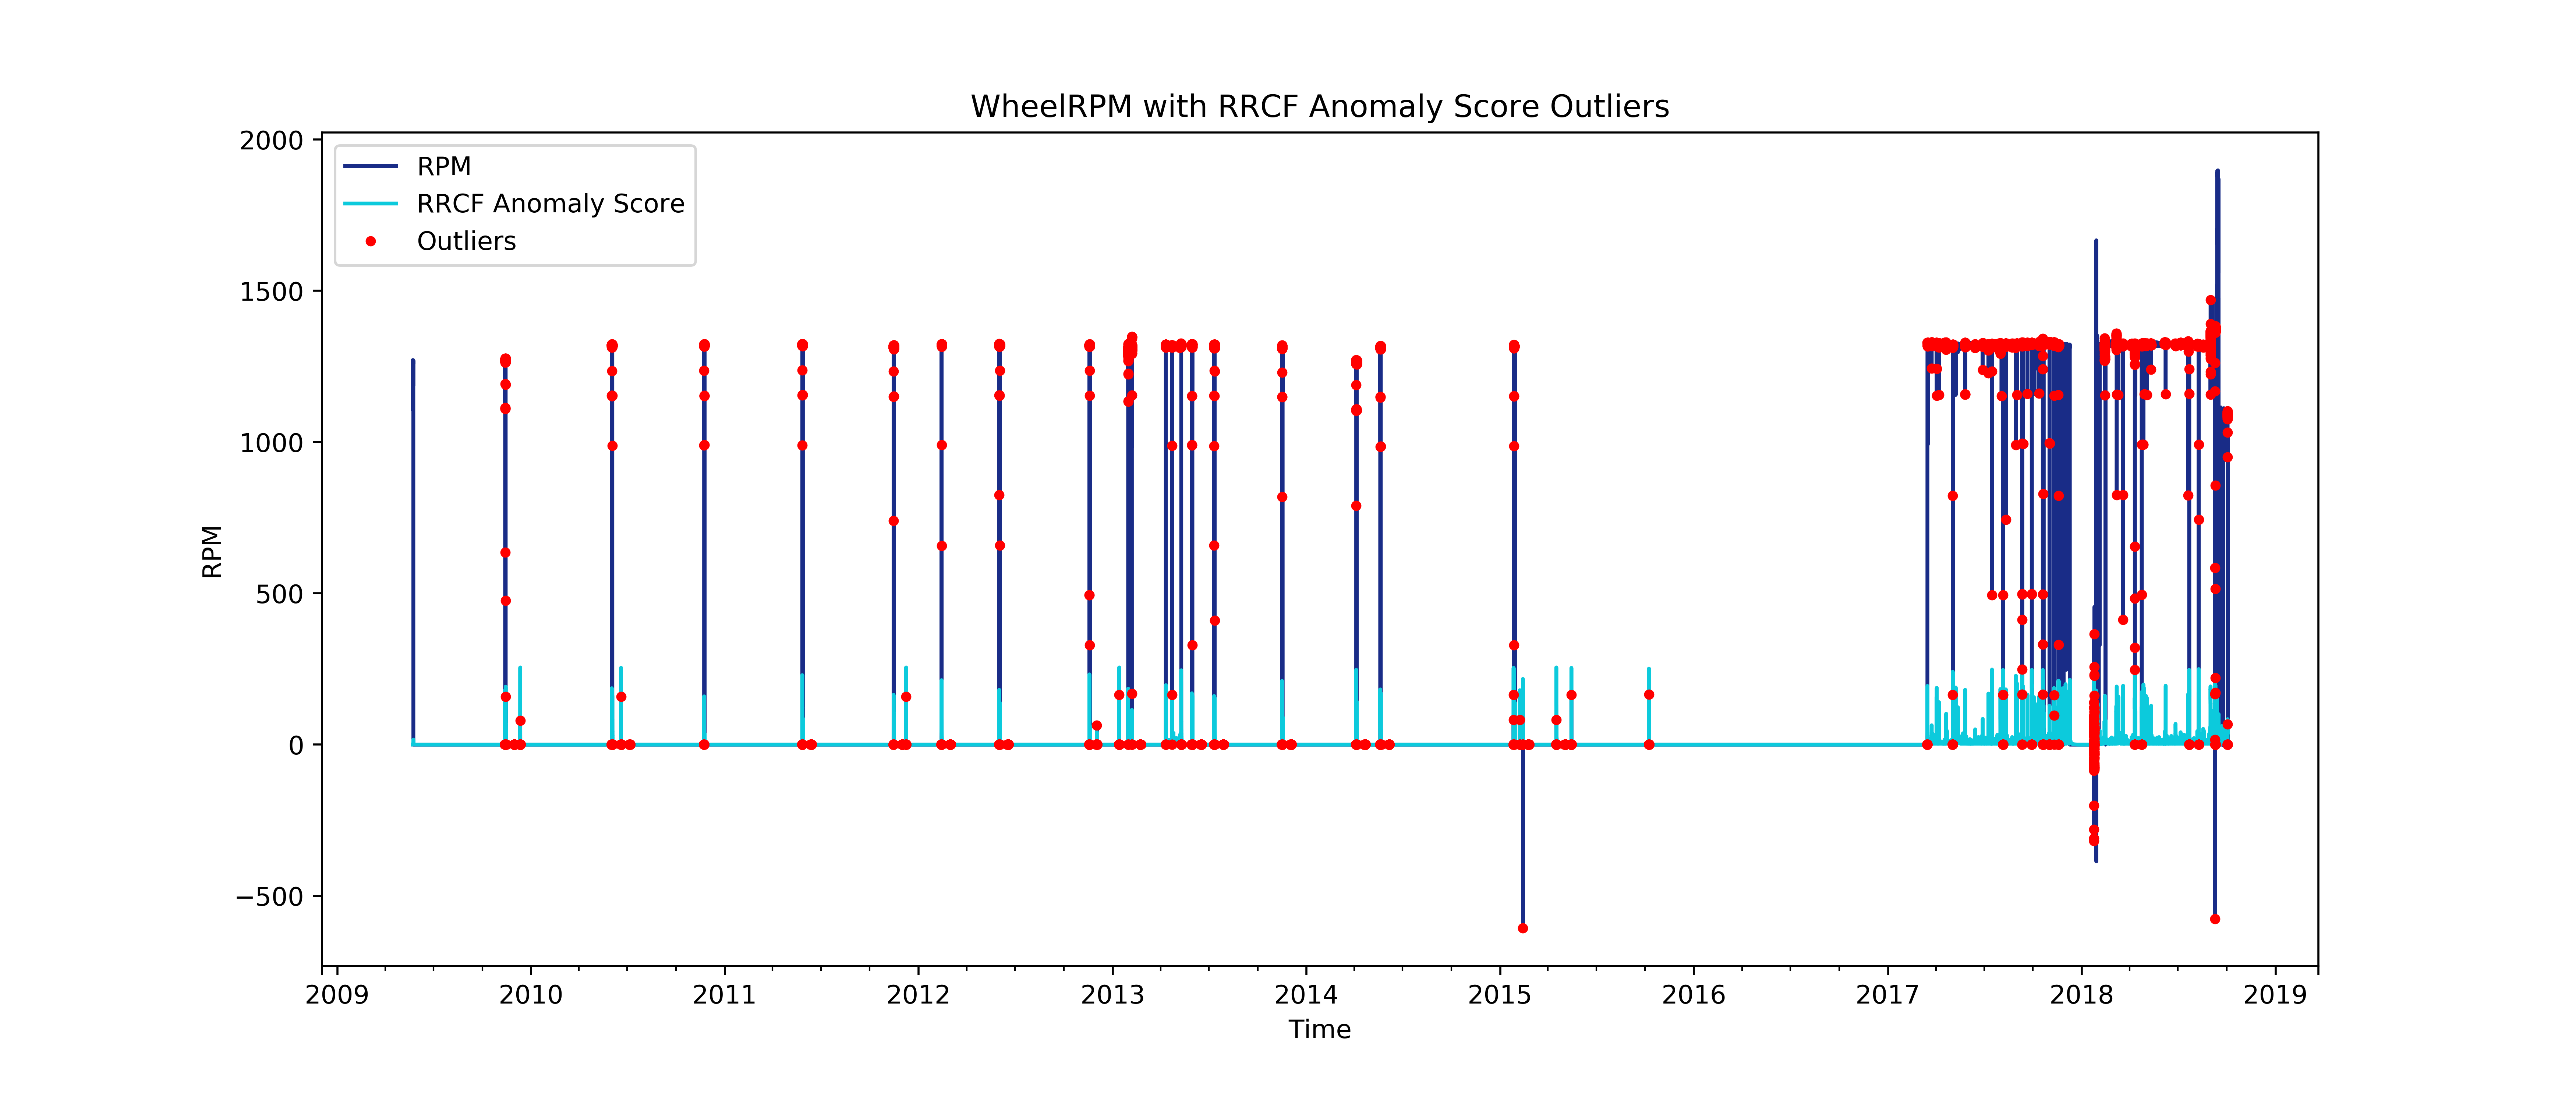 WheelRPM with RRCF Anomaly Score Outliers
RPM
RRCF Anomaly Score
Outliers
2000
1500
1000
500
0
−500
RPM
2009 2010 2011 2012 2013 2014 2015 2016 2017 2018 2019
Time